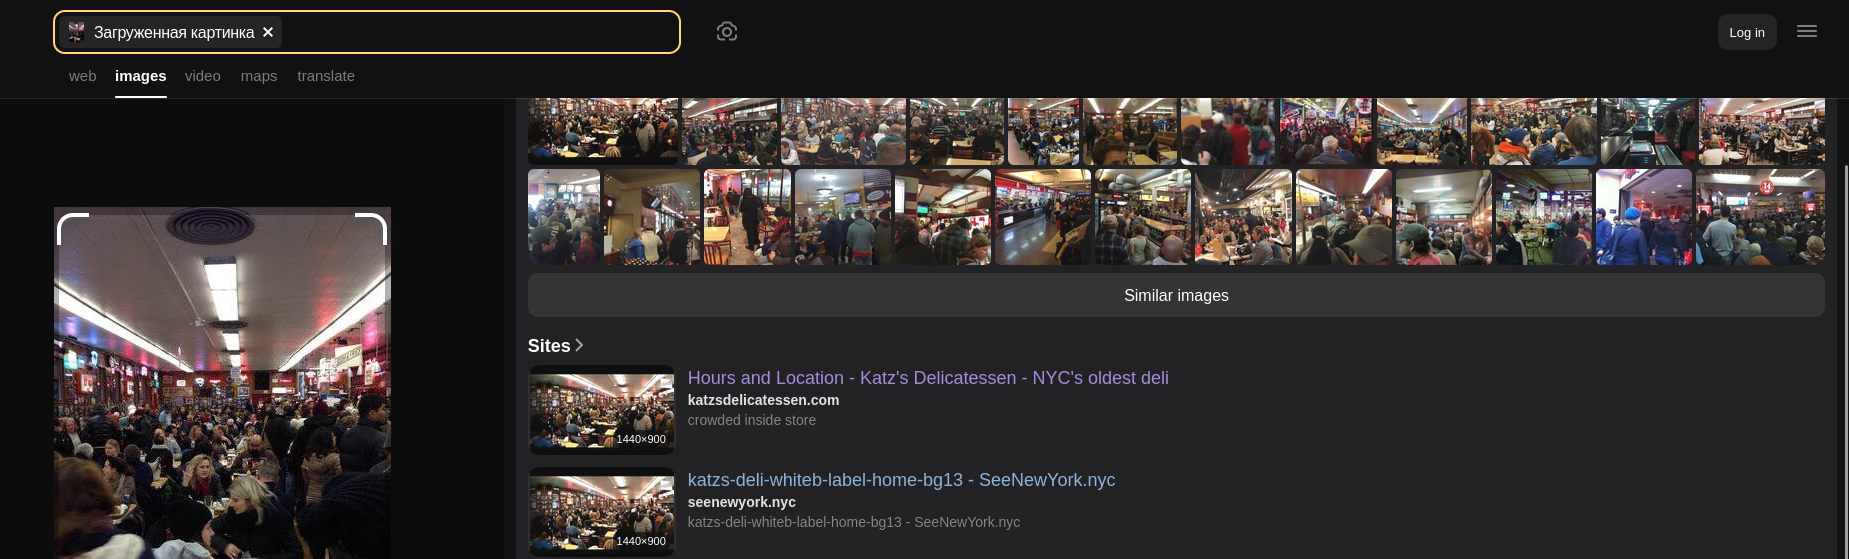 Загруженная картинка
Log in
web images video maps translate
Similar images
Sites
Hours and Location - Katz's Delicatessen - NYC's oldest deli
katzsdelicatessen.com
crowded inside store
1440×900
katz-deli-whiteb-label-home-bg13 - SeeNewYork.nyc
seenewyork.nyc
katz-deli-whiteb-label-home-bg13 - SeeNewYork.nyc
1440×900